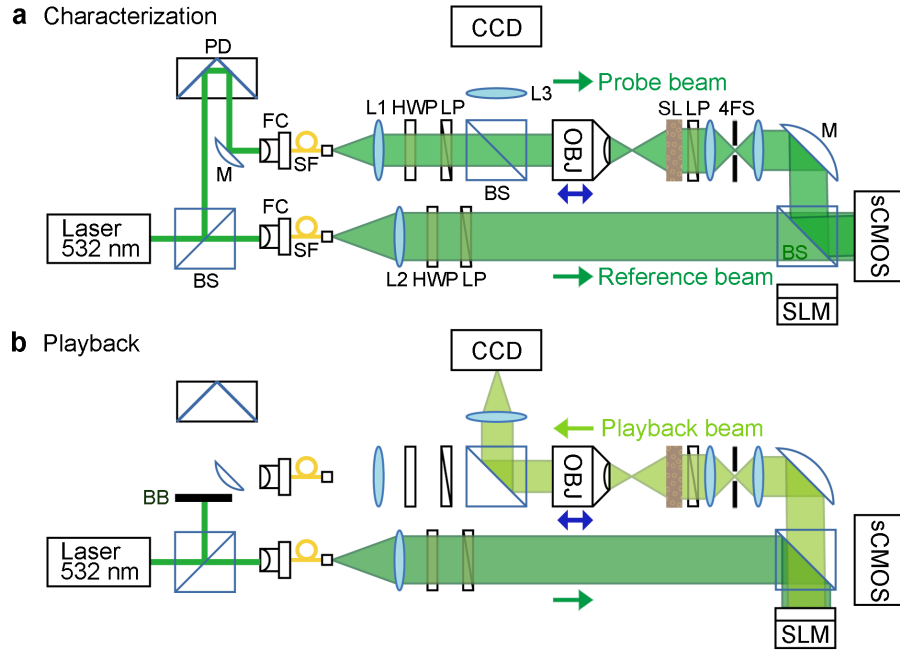 a Characterization
CCD
PD
Probe beam
L3
FC
L1 HWP LP
SL LP 4FS
M
OBJ
SF
M
BS
FC
Laser
532 nm
SF
BS
sCMOS
BS
L2 HWP LP
Reference beam
SLM
b Playback
CCD
Playback beam
OBJ
BB
Laser
532 nm
sCMOS
SLM